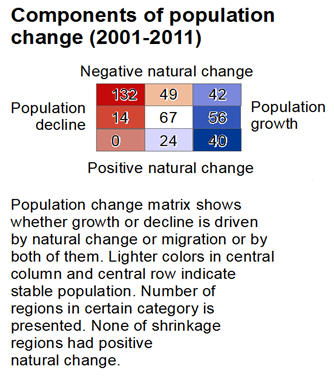 Components of population
change (2001-2011)
Negative natural change
Population
decline
132 49 42
14 67 56
0 24 40
Population
growth
Positive natural change
Population change matrix shows
whether growth or decline is driven
by natural change or migration or by
both of them. Lighter colors in central
column and central row indicate
stable population. Number of
regions in certain category is
presented. None of shrinkage
regions had positive
natural change.